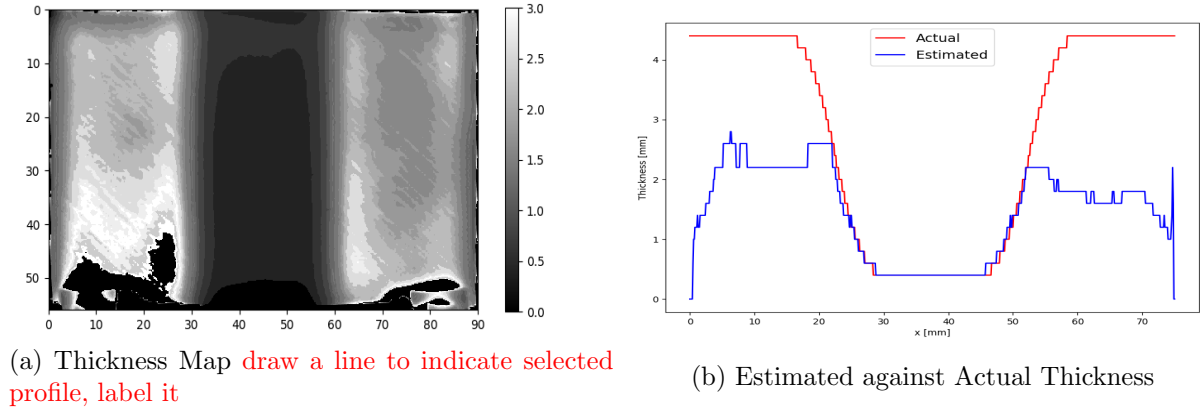 0
10
20
30
40
50
0 10 20 30 40 50 60 70 80 90
3.0
2.5
2.0
1.5
1.0
0.5
0.0
(a) Thickness Map draw a line to indicate selected
profile, label it
Actual
Estimated
Thickness [mm]
4
3
2
1
0
0 10 20 30 40 50 60 70
x [mm]
(b) Estimated against Actual Thickness